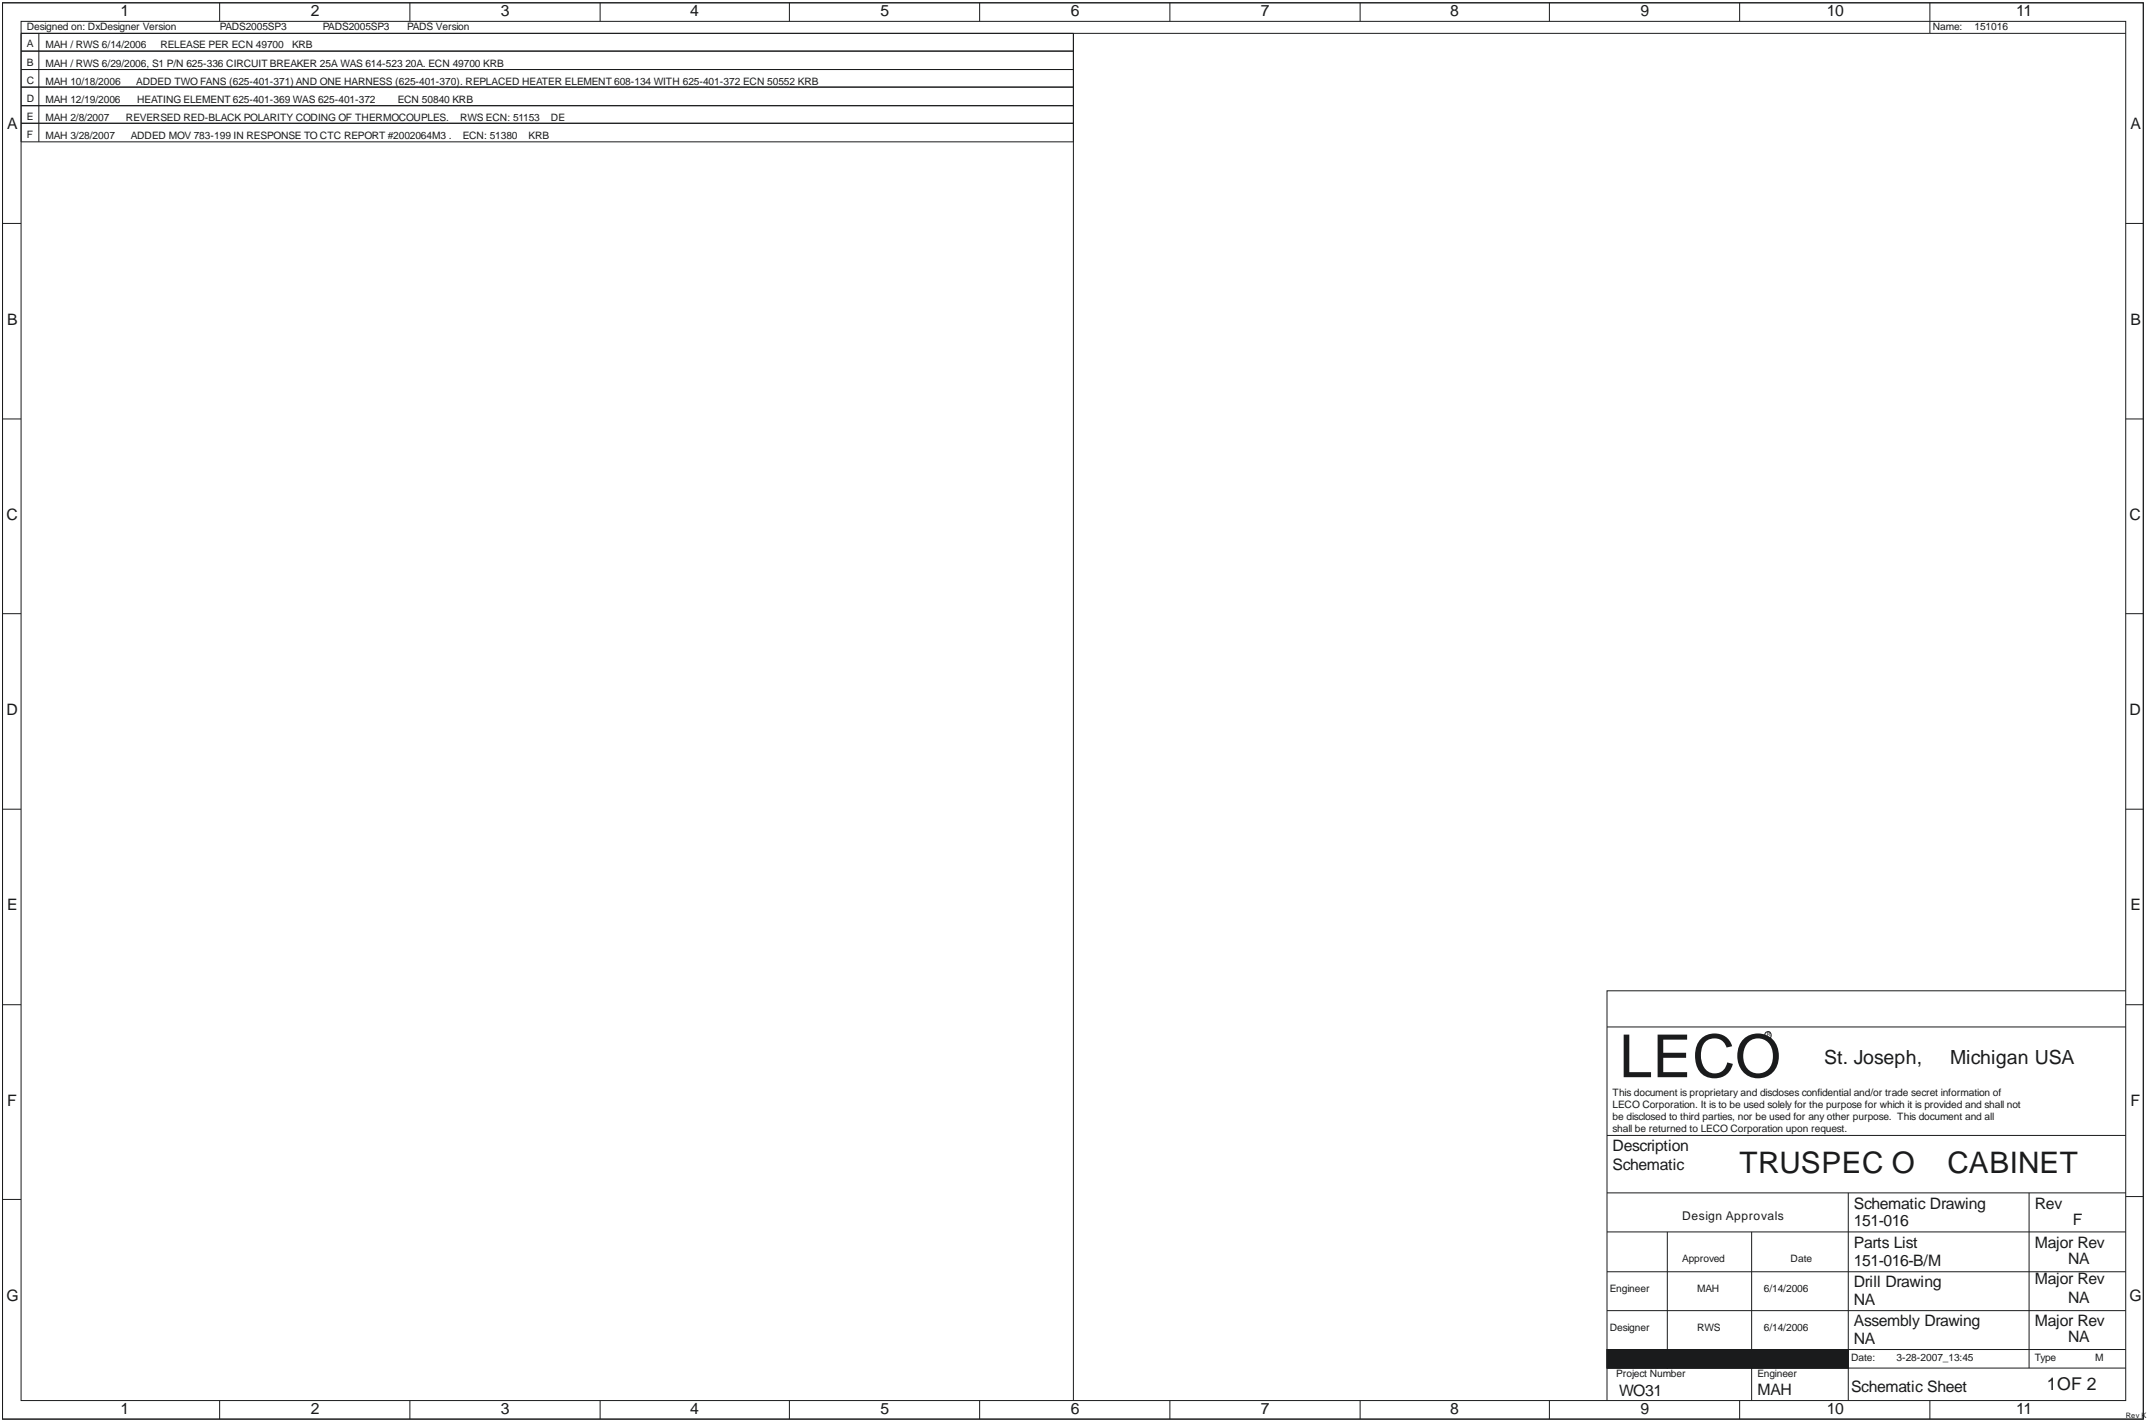 1 2 3 4 5 6 7 8 9 10 11
Designed on: DxDesigner Version PADS2005SP3 PADS2005SP3 PADS Version Name: 151016
A MAH / RWS 6/14/2006 RELEASE PER ECN 49700 KRB
B MAH / RWS 6/29/2006, S1 P/N 625-336 CIRCUIT BREAKER 25A WAS 614-523 20A. ECN 49700 KRB
C MAH 10/18/2006 ADDED TWO FANS (625-401-371) AND ONE HARNESS (625-401-370). REPLACED HEATER ELEMENT 608-134 WITH 625-401-372 ECN 50552 KRB
D MAH 12/19/2006 HEATING ELEMENT 625-401-369 WAS 625-401-372 ECN 50840 KRB
E MAH 2/8/2007 REVERSED RED-BLACK POLARITY CODING OF THERMOCOUPLES. RWS ECN: 51153 DE
F MAH 3/28/2007 ADDED MOV 783-199 IN RESPONSE TO CTC REPORT #2002064M3 . ECN: 51380 KRB
A A
B B
C C
D D
E E
F F
G G
LECO® St. Joseph, Michigan USA
This document is proprietary and discloses confidential and/or trade secret information of
LECO Corporation. It is to be used solely for the purpose for which it is provided and shall not
be disclosed to third parties, nor be used for any other purpose. This document and all
shall be returned to LECO Corporation upon request.
Description
Schematic TRUSPEC O CABINET
Design Approvals
Schematic Drawing Rev
151-016 F
Approved Date
Parts List Major Rev
151-016-B/M NA
Engineer MAH 6/14/2006
Drill Drawing Major Rev
NA NA
Designer RWS 6/14/2006
Assembly Drawing Major Rev
NA NA
Date: 3-28-2007_13:45 Type M
Project Number Engineer
WO31 MAH
Schematic Sheet 1OF 2
1 2 3 4 5 6 7 8 9 10 11
Rev